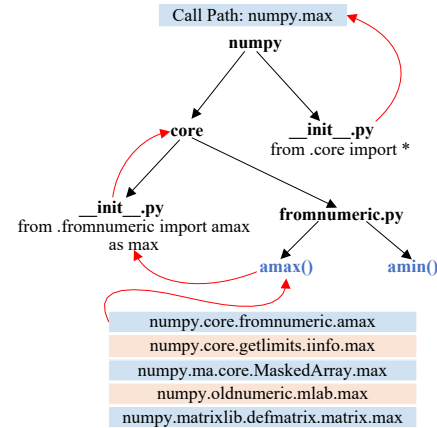 Call Path: numpy.max
numpy
core
__init__.py
from .core import *
__init__.py
from .fromnumeric import amax
as max
fromnumeric.py
amax()
amin()
numpy.core.fromnumeric.amax
numpy.core.getlimits.iinfo.max
numpy.ma.core.MaskedArray.max
numpy.oldnumeric.mlab.max
numpy.matrixlib.defmatrix.matrix.max